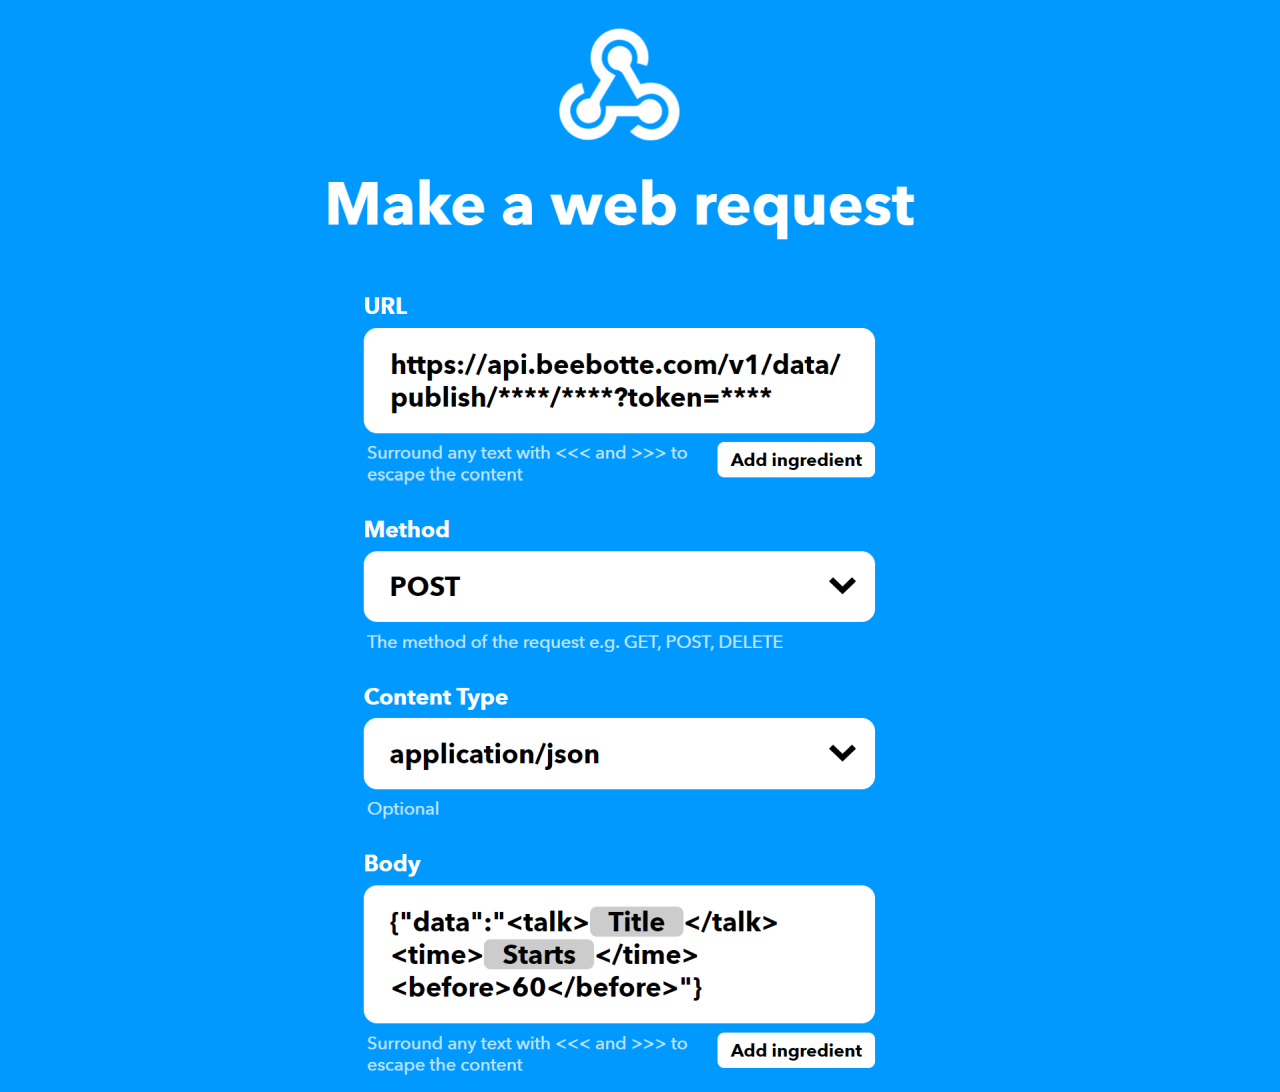 Make a web request
URL
https://api.beebotte.com/v1/data/
publish/****/****?token=****
Surround any text with <<< and >>> to
escape the content
Add ingredient
Method
POST
The method of the request e.g. GET, POST, DELETE
Content Type
application/json
Optional
Body
{"data":"<talk> Title </talk>
<time> Starts </time>
<before>60</before>"}
Surround any text with <<< and >>> to
escape the content
Add ingredient